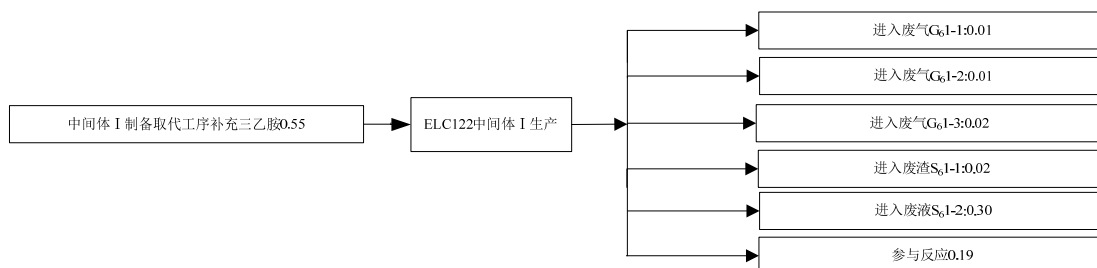 进入废气G₆1-1:0.01
进入废气G₆1-2:0.01
中间体Ⅰ制备取代工序补充三乙胺0.55
ELC122中间体Ⅰ生产
进入废气G₆1-3:0.02
进入废渣S₆1-1:0.02
进入废液S₆1-2:0.30
参与反应0.19